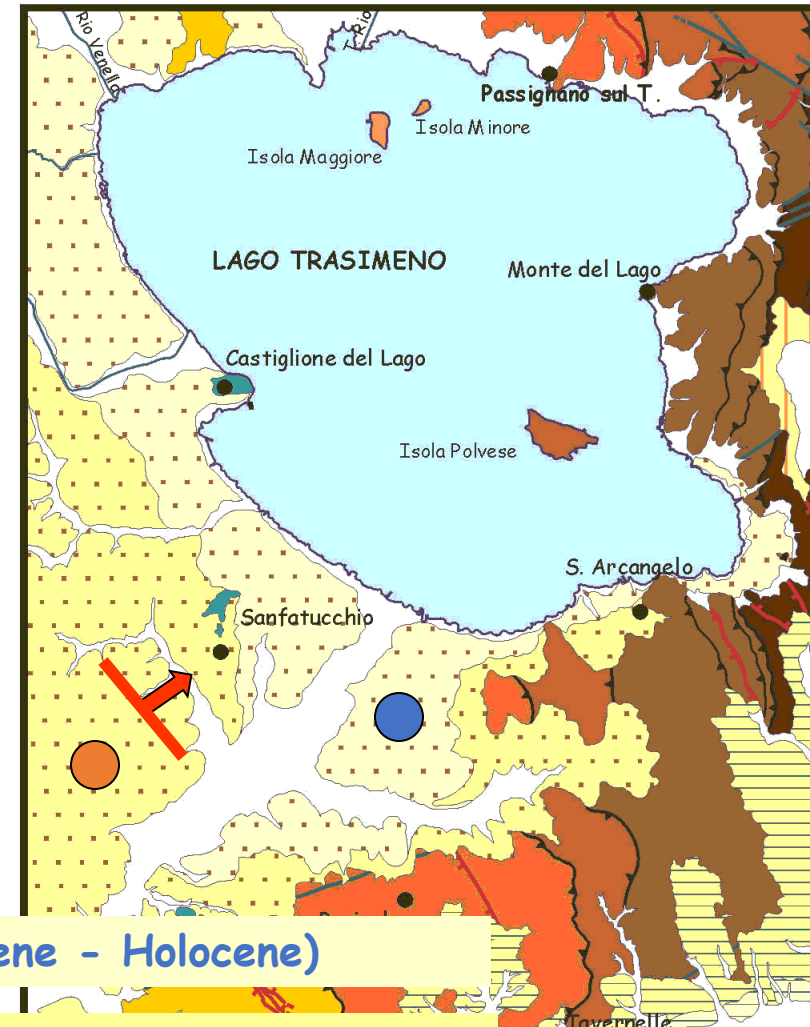 Rio Venella
T. Rio
Passignano sul T.
Isola Minore
Isola Maggiore
LAGO TRASIMENO
Monte del Lago
Castiglione del Lago
Isola Polvese
S. Arcangelo
Sanfatucchio
ene - Holocene)
Tavernelle